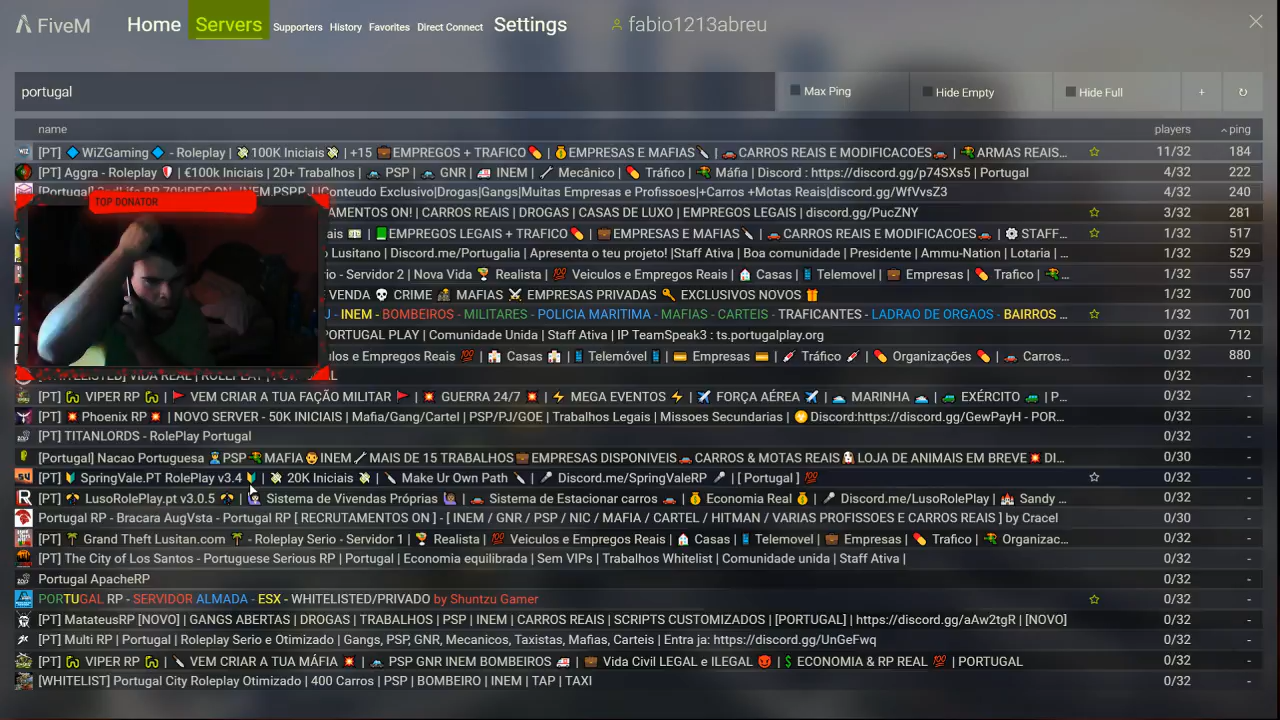 FiveM Home Servers Supporters History Favorites Direct Connect Settings fabio1213abreu
portugal Max Ping Hide Empty Hide Full +
name players ping
[PT] 🔷 WiZGaming 🔷 - Roleplay | 💸 100K Iniciais 💸 | +15 💼 EMPREGOS + TRAFICO 💊 | 💰 EMPRESAS E MAFIAS 🔪 | 🚗 CARROS REAIS E MODIFICACOES 🚗 | 🔫 ARMAS REAIS... 11/32 184
[PT] Aggra - Roleplay 🛡 | €100k Iniciais | 20+ Trabalhos | 🚓 PSP | 🚓 GNR | 🚑 INEM | 🔧 Mecânico | 💊 Tráfico | 🔫 Máfia | Discord : https://discord.gg/p74SXs5 | Portugal 4/32 222
Conteudo Exclusivo|Drogas|Gangs|Muitas Empresas e Profissoes|+Carros +Motas Reais|discord.gg/WfVvsZ3 4/32 240
TOP DONATOR
AMENTOS ON! | CARROS REAIS | DROGAS | CASAS DE LUXO | EMPREGOS LEGAIS | discord.gg/PucZNY 3/32 281
ais 💵 | 📗 EMPREGOS LEGAIS + TRAFICO 💊 | 💼 EMPRESAS E MAFIAS 🔪 | 🚗 CARROS REAIS E MODIFICACOES 🚗 | ⚙ STAFF... 1/32 517
o Lusitano | Discord.me/Portugalia | Apresenta o teu projeto! |Staff Ativa | Boa comunidade | Presidente | Ammu-Nation | Lotaria | ... 1/32 529
rio - Servidor 2 | Nova Vida 🏆 Realista | 💯 Veiculos e Empregos Reais | 🏠 Casas | 📱 Telemovel | 💼 Empresas | 💊 Trafico | 🔫... 1/32 557
VENDA 💀 CRIME 🕵 MAFIAS ⚔ EMPRESAS PRIVADAS 🔑 EXCLUSIVOS NOVOS 🎁 1/32 700
J - INEM - BOMBEIROS - MILITARES - POLICIA MARITIMA - MAFIAS - CARTEIS - TRAFICANTES - LADRAO DE ORGAOS - BAIRROS ... 1/32 701
PORTUGAL PLAY | Comunidade Unida | Staff Ativa | IP TeamSpeak3 : ts.portugalplay.org 0/32 712
ulos e Empregos Reais 💯 | 🏠 Casas 🏠 | 📱 Telemóvel 📱 | 💳 Empresas 💳 | 💉 Tráfico 💉 | 💊 Organizações 💊 | 🚗 Carros... 0/32 880
0/32 -
[PT] 🐍 VIPER RP 🐍 | 🚩 VEM CRIAR A TUA FAÇÃO MILITAR 🚩 | 💥 GUERRA 24/7 💥 | ⚡ MEGA EVENTOS ⚡ | ✈ FORÇA AÉREA ✈ | 🚤 MARINHA 🚤 | 🚙 EXÉRCITO 🚙 | P... 0/32 -
[PT] 💥 Phoenix RP 💥 | NOVO SERVER - 50K INICIAIS | Mafia/Gang/Cartel | PSP/PJ/GOE | Trabalhos Legais | Missoes Secundarias | Discord:https://discord.gg/GewPayH - POR... 0/32 -
[PT] TITANLORDS - RolePlay Portugal 0/32 -
[Portugal] Nacao Portuguesa 👮PSP🔫MAFIA👨INEM🔧MAIS DE 15 TRABALHOS💼EMPRESAS DISPONIVEIS🚗CARROS & MOTAS REAIS🐶LOJA DE ANIMAIS EM BREVE💥 DI... 0/30 -
[PT] 🔰 SpringVale.PT RolePlay v3.4 🔰 | 💸 20K Iniciais 💸 | 🔪 Make Ur Own Path 🔪 | 🎤 Discord.me/SpringValeRP 🎤 | [ Portugal ] 💯 0/32 -
[PT] LusoRolePlay.pt v3.0.5 | Sistema de Vivendas Próprias | 🚗 Sistema de Estacionar carros 🚗 | 💰 Economia Real 💰 | 🎤 Discord.me/LusoRolePlay | 🏰 Sandy ... 0/32 -
Portugal RP - Bracara AugVsta - Portugal RP [ RECRUTAMENTOS ON ] - [ INEM / GNR / PSP / NIC / MAFIA / CARTEL / HITMAN / VARIAS PROFISSOES E CARROS REAIS ] by Cracel 0/30 -
[PT] 🌴 Grand Theft Lusitan.com 🌴 - Roleplay Serio - Servidor 1 | 🏆 Realista | 💯 Veiculos e Empregos Reais | 🏠 Casas | 📱 Telemovel | 💼 Empresas | 💊 Trafico | 🔫 Organizac... 0/32 -
[PT] The City of Los Santos - Portuguese Serious RP | Portugal | Economia equilibrada | Sem VIPs | Trabalhos Whitelist | Comunidade unida | Staff Ativa | 0/32 -
Portugal ApacheRP 0/32 -
PORTUGAL RP - SERVIDOR ALMADA - ESX - WHITELISTED/PRIVADO by Shuntzu Gamer 0/32 -
[PT] MatateusRP [NOVO] | GANGS ABERTAS | DROGAS | TRABALHOS | PSP | INEM | CARROS REAIS | SCRIPTS CUSTOMIZADOS | [PORTUGAL] | https://discord.gg/aAw2tgR | [NOVO] 0/32 -
[PT] Multi RP | Portugal | Roleplay Serio e Otimizado | Gangs, PSP, GNR, Mecanicos, Taxistas, Mafias, Carteis | Entra ja: https://discord.gg/UnGeFwq 0/32 -
[PT] 🐍 VIPER RP 🐍 | 🔪 VEM CRIAR A TUA MÁFIA 💥 | 🚓 PSP GNR INEM BOMBEIROS 🚑 | 💼 Vida Civil LEGAL e ILEGAL 😈 | 💲 ECONOMIA & RP REAL 💯 | PORTUGAL 0/32 -
[WHITELIST] Portugal City Roleplay Otimizado | 400 Carros | PSP | BOMBEIRO | INEM | TAP | TAXI 0/32 -